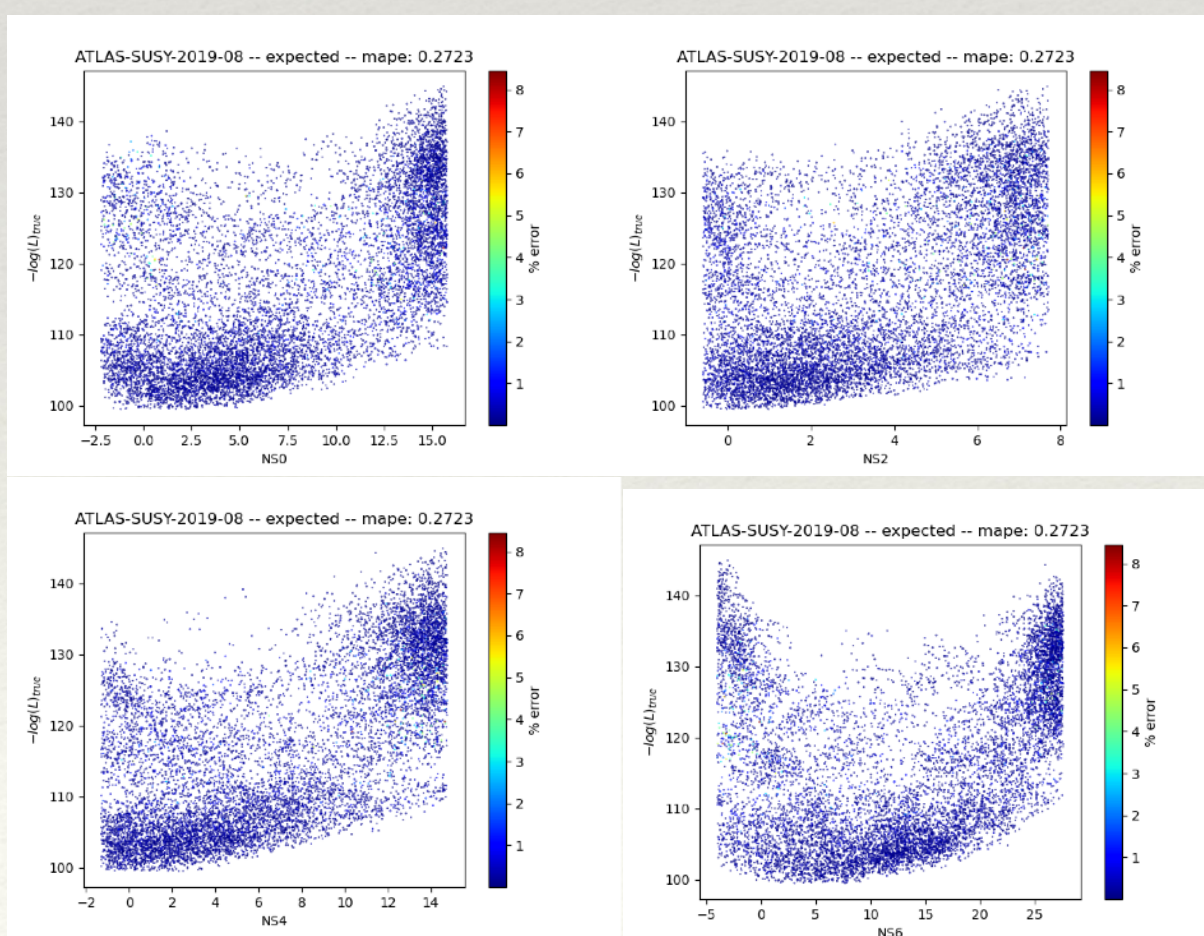 ATLAS-SUSY-2019-08 -- expected -- mape: 0.2723
140
130
120
110
100
−log(L)true
−2.5 0.0 2.5 5.0 7.5 10.0 12.5 15.0
NS0
8
7
6
5
4
3
2
1
% error
ATLAS-SUSY-2019-08 -- expected -- mape: 0.2723
140
130
120
110
100
−log(L)true
0 2 4 6 8
NS2
8
7
6
5
4
3
2
1
% error
ATLAS-SUSY-2019-08 -- expected -- mape: 0.2723
140
130
120
110
100
−log(L)true
−2 0 2 4 6 8 10 12 14
NS4
8
7
6
5
4
3
2
1
% error
ATLAS-SUSY-2019-08 -- expected -- mape: 0.2723
140
130
120
110
100
−log(L)true
−5 0 5 10 15 20 25
NS6
8
7
6
5
4
3
2
1
% error